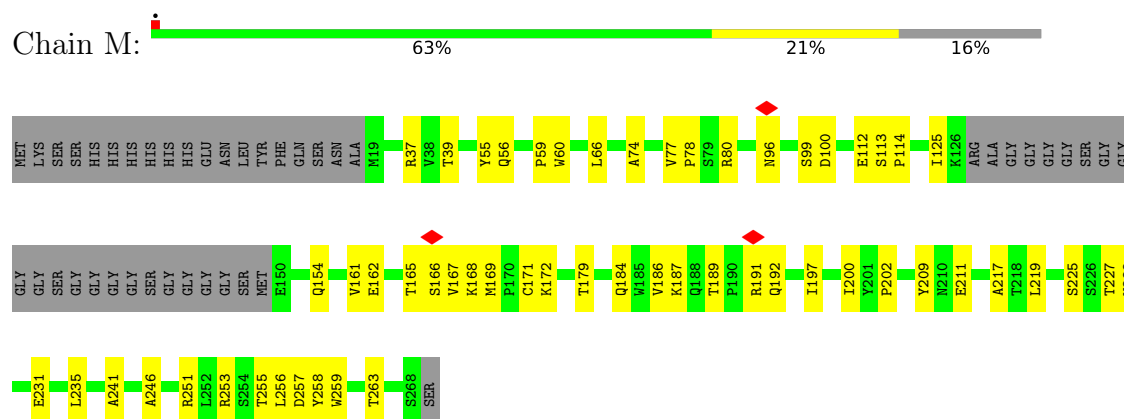 Chain M:
63% 21% 16%
MET LYS SER SER HIS HIS HIS HIS HIS HIS GLU ASN LEU TYR PHE GLN SER ASN ALA M19 R37 V38 T39 Y55 Q56 P59 W60 L66 A74 V77 P78 S79 R80 N96 S99 D100 E112 S113 P114 I125 K126 ARG ALA GLY GLY GLY GLY SER GLY GLY
GLY GLY SER GLY GLY GLY GLY SER GLY GLY GLY GLY SER MET E150 Q154 V161 E162 T165 S166 V167 K168 M169 P170 C171 K172 T179 Q184 W185 V186 K187 Q188 T189 P190 R191 Q192 I197 I200 Y201 P202 Y209 N210 E211 A217 T218 L219 S225 S226 T227
E231 L235 A241 A246 R251 L252 R253 S254 T255 L256 D257 Y258 W259 T263 S268 SER